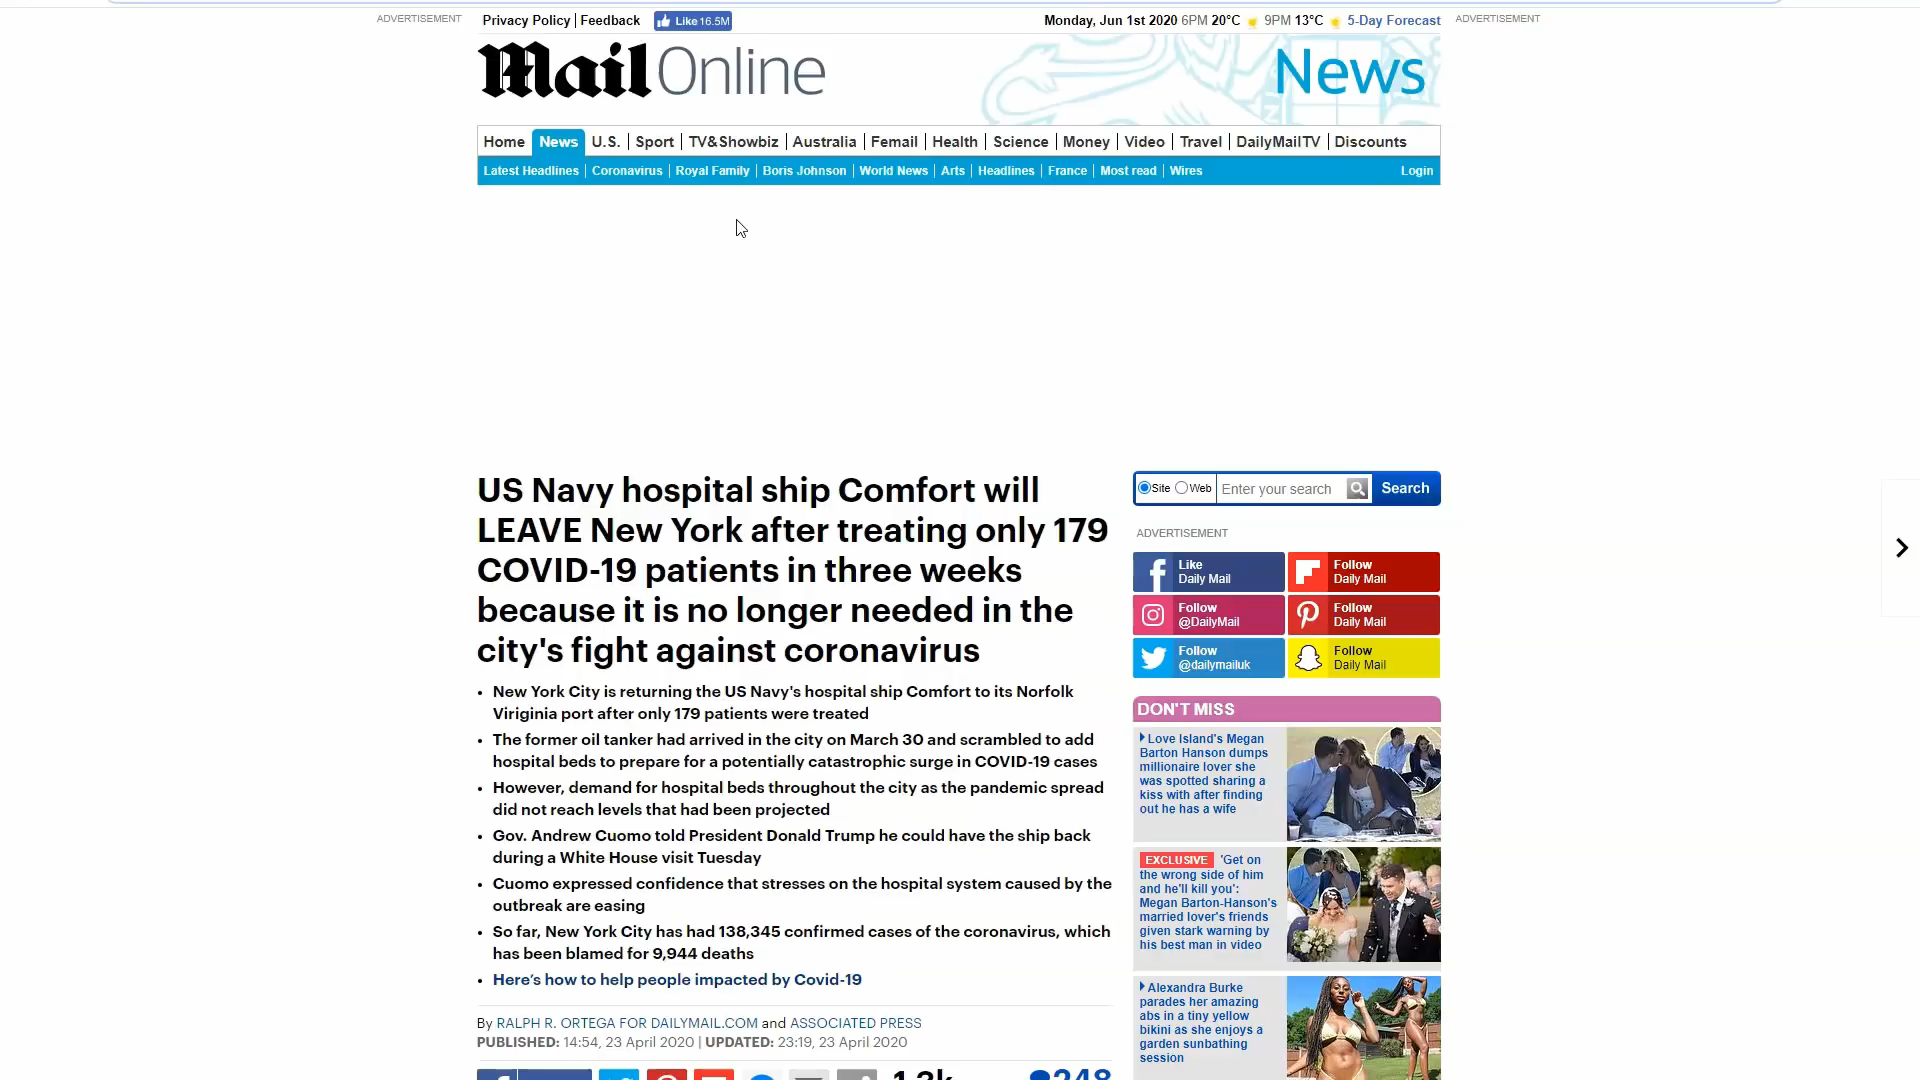 ADVERTISEMENT
Privacy Policy | Feedback
Like 16.5M
Monday, Jun 1st 2020 6PM 20°C 9PM 13°C 5-Day Forecast
ADVERTISEMENT
Mail Online
News
Home News U.S. Sport TV&Showbiz Australia Femail Health Science Money Video Travel DailyMailTV Discounts
Latest Headlines Coronavirus Royal Family Boris Johnson World News Arts Headlines France Most read Wires Login
US Navy hospital ship Comfort will
LEAVE New York after treating only 179
COVID-19 patients in three weeks
because it is no longer needed in the
city's fight against coronavirus
• New York City is returning the US Navy's hospital ship Comfort to its Norfolk
Viriginia port after only 179 patients were treated
• The former oil tanker had arrived in the city on March 30 and scrambled to add
hospital beds to prepare for a potentially catastrophic surge in COVID-19 cases
• However, demand for hospital beds throughout the city as the pandemic spread
did not reach levels that had been projected
• Gov. Andrew Cuomo told President Donald Trump he could have the ship back
during a White House visit Tuesday
• Cuomo expressed confidence that stresses on the hospital system caused by the
outbreak are easing
• So far, New York City has had 138,345 confirmed cases of the coronavirus, which
has been blamed for 9,944 deaths
• Here's how to help people impacted by Covid-19
By RALPH R. ORTEGA FOR DAILYMAIL.COM and ASSOCIATED PRESS
PUBLISHED: 14:54, 23 April 2020 | UPDATED: 23:19, 23 April 2020
1.3k
248
Site Web Enter your search Search
ADVERTISEMENT
Like
Daily Mail
Follow
Daily Mail
Follow
@DailyMail
Follow
Daily Mail
Follow
@dailymailuk
Follow
Daily Mail
DON'T MISS
Love Island's Megan
Barton Hanson dumps
millionaire lover she
was spotted sharing a
kiss with after finding
out he has a wife
EXCLUSIVE 'Get on
the wrong side of him
and he'll kill you':
Megan Barton-Hanson's
married lover's friends
given stark warning by
his best man in video
Alexandra Burke
parades her amazing
abs in a tiny yellow
bikini as she enjoys a
garden sunbathing
session